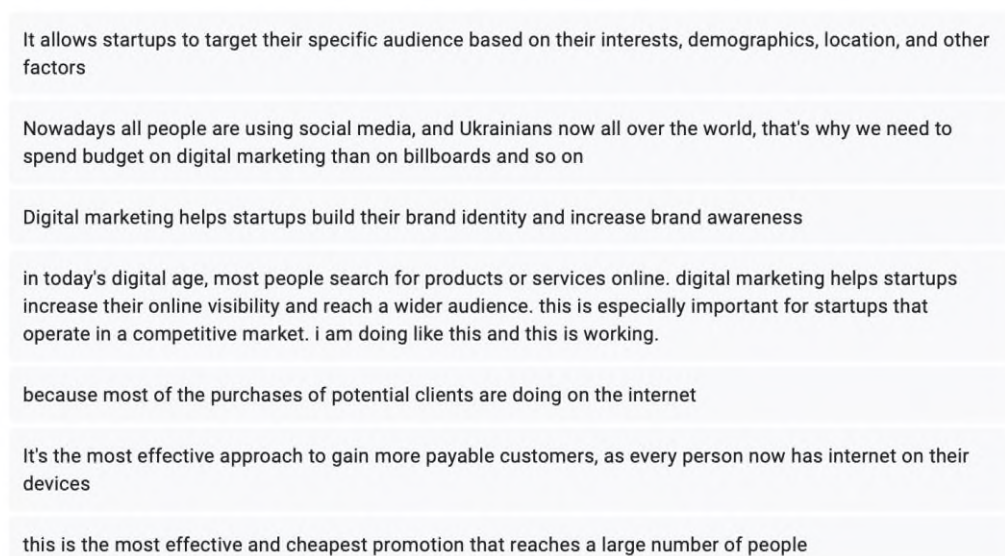 It allows startups to target their specific audience based on their interests, demographics, location, and other
factors
Nowadays all people are using social media, and Ukrainians now all over the world, that's why we need to
spend budget on digital marketing than on billboards and so on
Digital marketing helps startups build their brand identity and increase brand awareness
in today's digital age, most people search for products or services online. digital marketing helps startups
increase their online visibility and reach a wider audience. this is especially important for startups that
operate in a competitive market. i am doing like this and this is working.
because most of the purchases of potential clients are doing on the internet
It's the most effective approach to gain more payable customers, as every person now has internet on their
devices
this is the most effective and cheapest promotion that reaches a large number of people